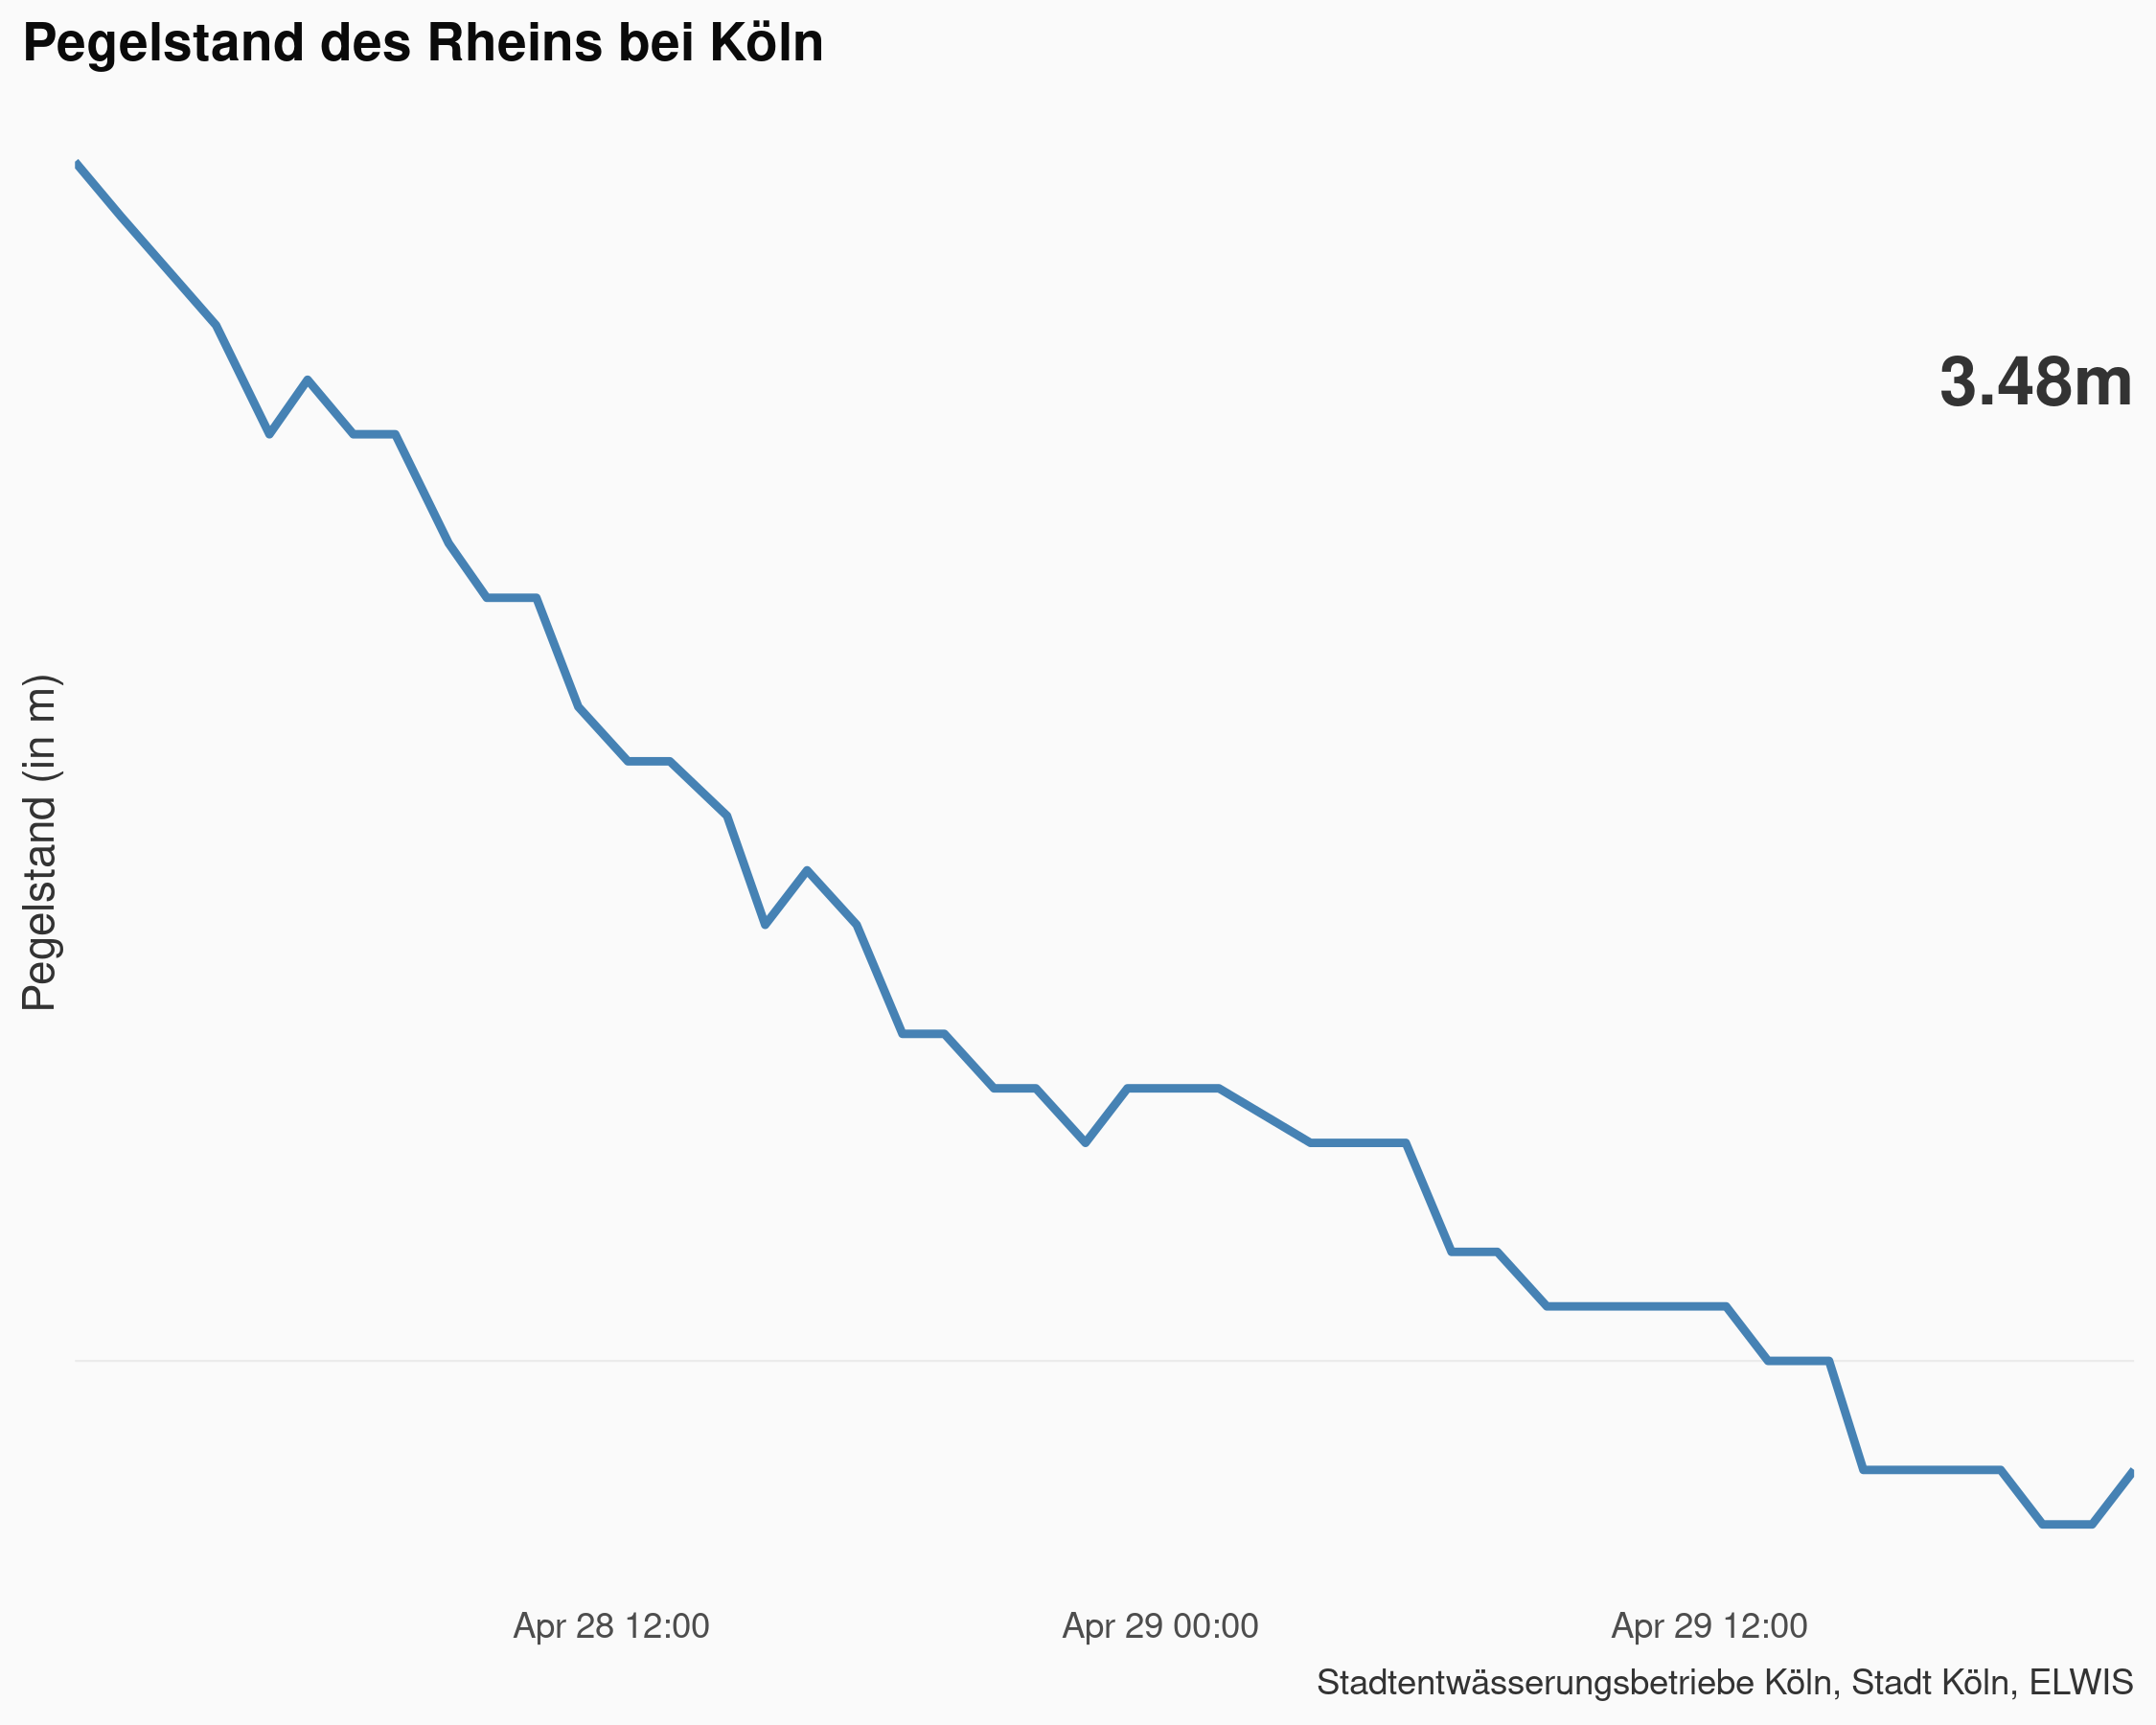 Pegelstand des Rheins bei Köln
3.48m
Pegelstand (in m)
Apr 28 12:00
Apr 29 00:00
Apr 29 12:00
Stadtentwässerungsbetriebe Köln, Stadt Köln, ELWIS